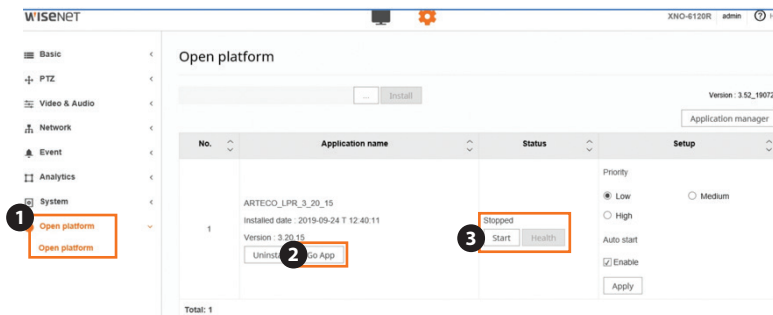 WISENET
XNO-6120R admin ?
Basic
PTZ
Video & Audio
Network
Event
Analytics
System
1
Open platform
Open platform
Open platform
... Install
Version : 3.52_19072
Application manager
No. Application name Status Setup
1
ARTECO_LPR_3_20_15
Installed date : 2019-09-24 T 12:40:11
Version : 3.20.15
2 Go App
Stopped
3 Start Health
Priority
Low Medium
High
Auto start
Enable
Apply
Total: 1